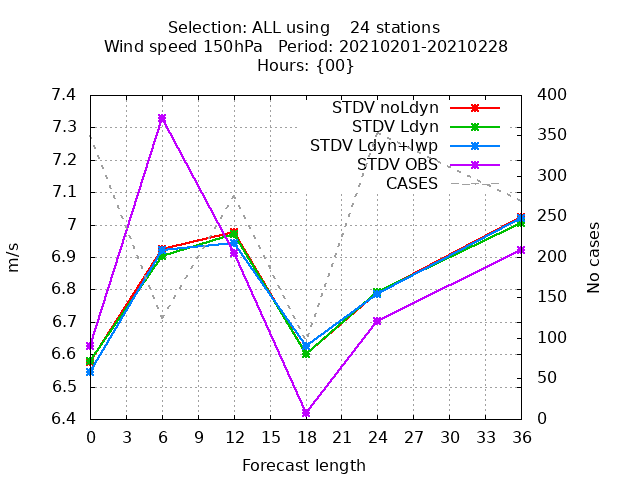 Selection: ALL using    24 stations
Wind speed 150hPa   Period: 20210201-20210228
Hours: {00}
STDV noLdyn
STDV Ldyn
STDV Ldyn+lwp
STDV OBS
CASES
7.4
7.3
7.2
7.1
7
6.9
6.8
6.7
6.6
6.5
6.4
m/s
400
350
300
250
200
150
100
50
0
No cases
0 3 6 9 12 15 18 21 24 27 30 33 36
Forecast length